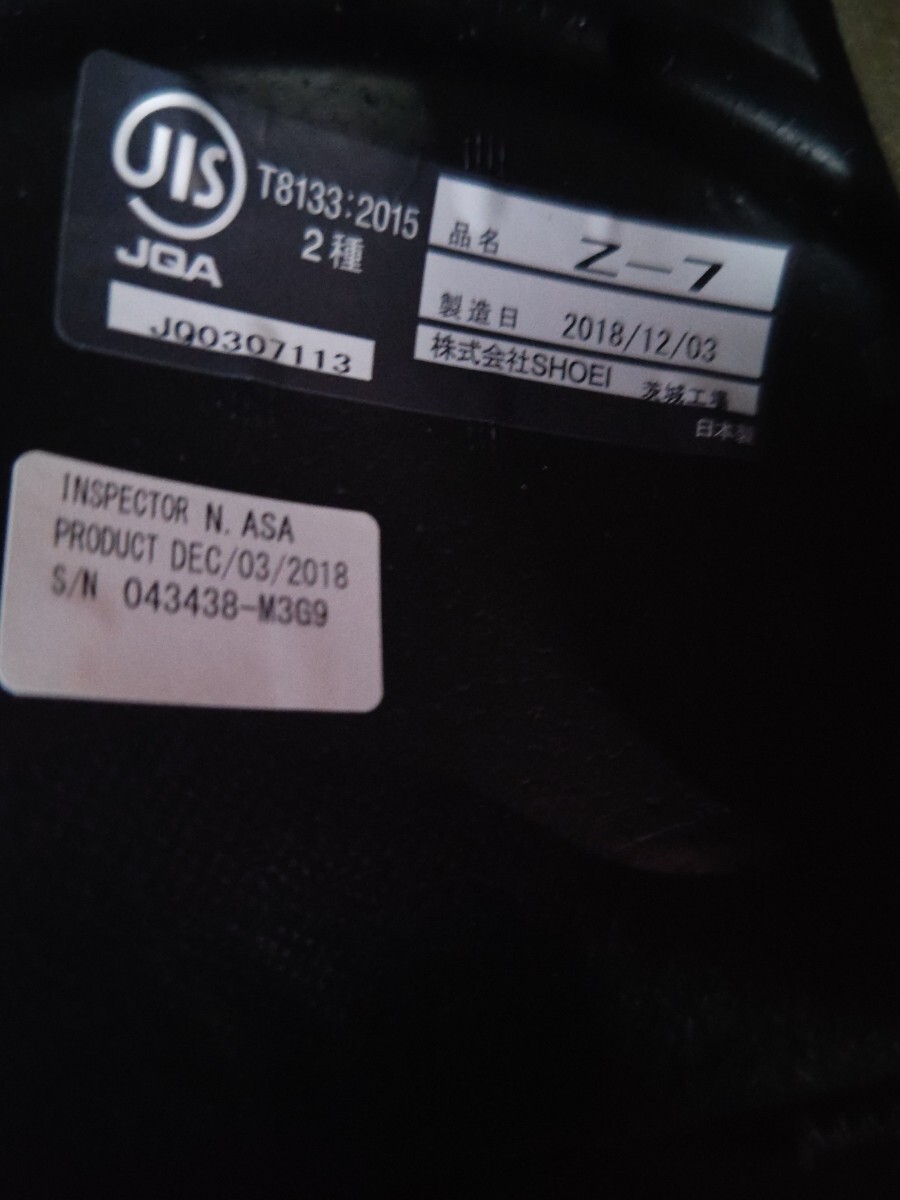 JIS
T8133:2015
2種
JQA
JQ0307113
品名 Z-7
製造日 2018/12/03
株式会社SHOEI 茨城工場
日本製
INSPECTOR N. ASA
PRODUCT DEC/03/2018
S/N 043438-M3G9